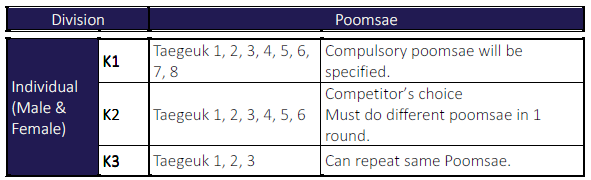 Division Poomsae
Individual
(Male &
Female)
K1 Taegeuk 1, 2, 3, 4, 5, 6,
7, 8
Compulsory poomsae will be
specified.
K2 Taegeuk 1, 2, 3, 4, 5, 6
Competitor’s choice
Must do different poomsae in 1
round.
K3 Taegeuk 1, 2, 3 Can repeat same Poomsae.